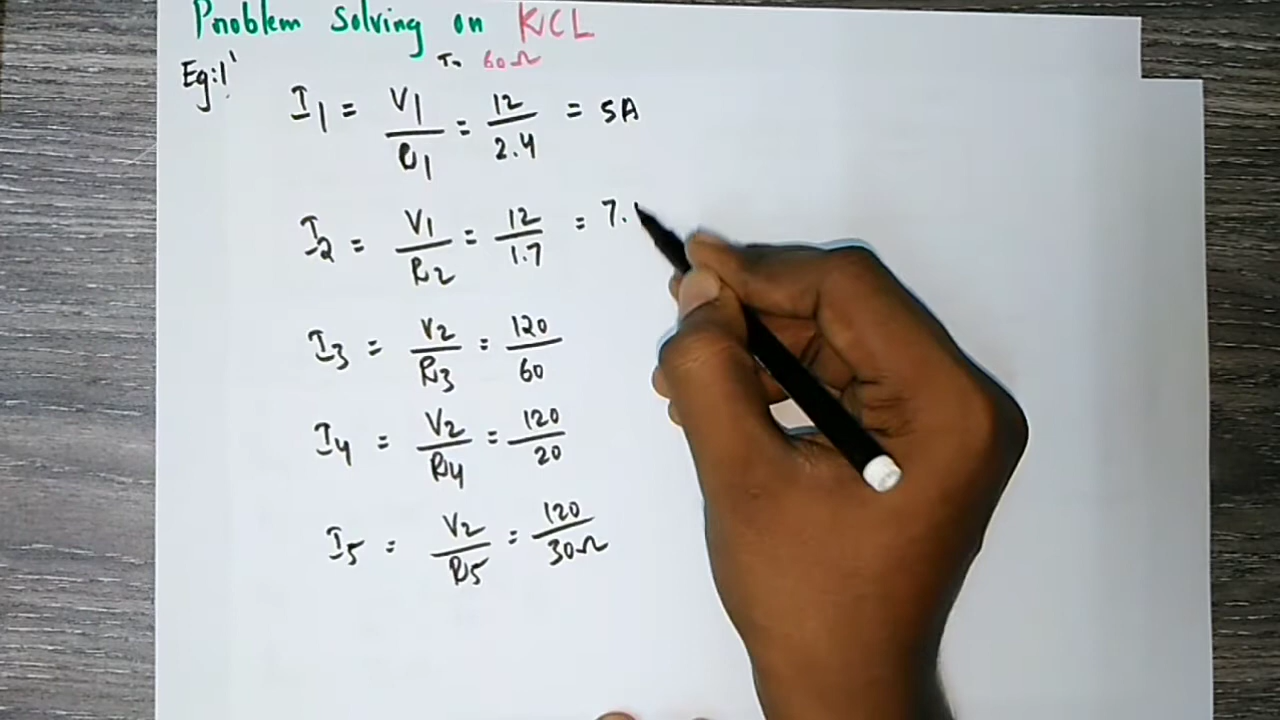 Problem Solving on KCL
Eg:1' 60Ω
I1 = V1/R1 = 12/2.4 = 5A
I2 = V1/R2 = 12/1.7 = 7.
I3 = V2/R3 = 120/60
I4 = V2/R4 = 120/20
I5 = V2/R5 = 120/30Ω